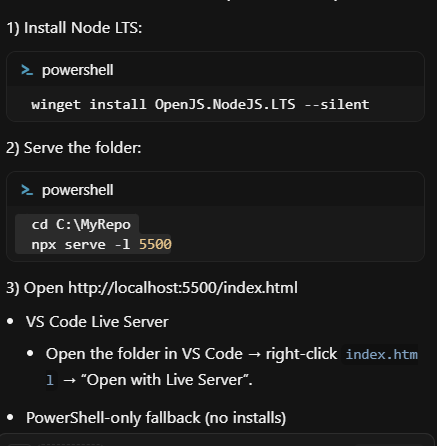 1) Install Node LTS:
powershell
winget install OpenJS.NodeJS.LTS --silent
2) Serve the folder:
powershell
cd C:\MyRepo
npx serve -l 5500
3) Open http://localhost:5500/index.html
• VS Code Live Server
• Open the folder in VS Code → right-click index.htm
l → “Open with Live Server”.
• PowerShell-only fallback (no installs)